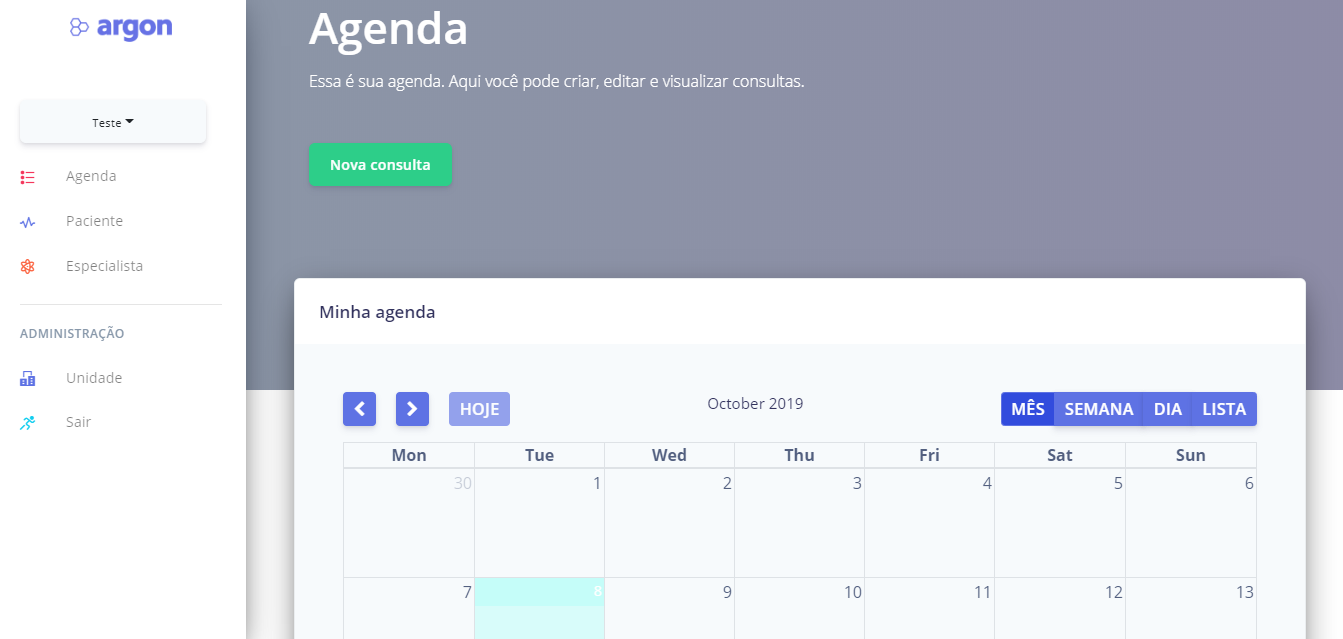 argon
Teste
Agenda
Paciente
Especialista
ADMINISTRAÇÃO
Unidade
Sair
Agenda
Essa é sua agenda. Aqui você pode criar, editar e visualizar consultas.
Nova consulta
Minha agenda
HOJE October 2019 MÊS SEMANA DIA LISTA
Mon Tue Wed Thu Fri Sat Sun
30 1 2 3 4 5 6
7 8 9 10 11 12 13